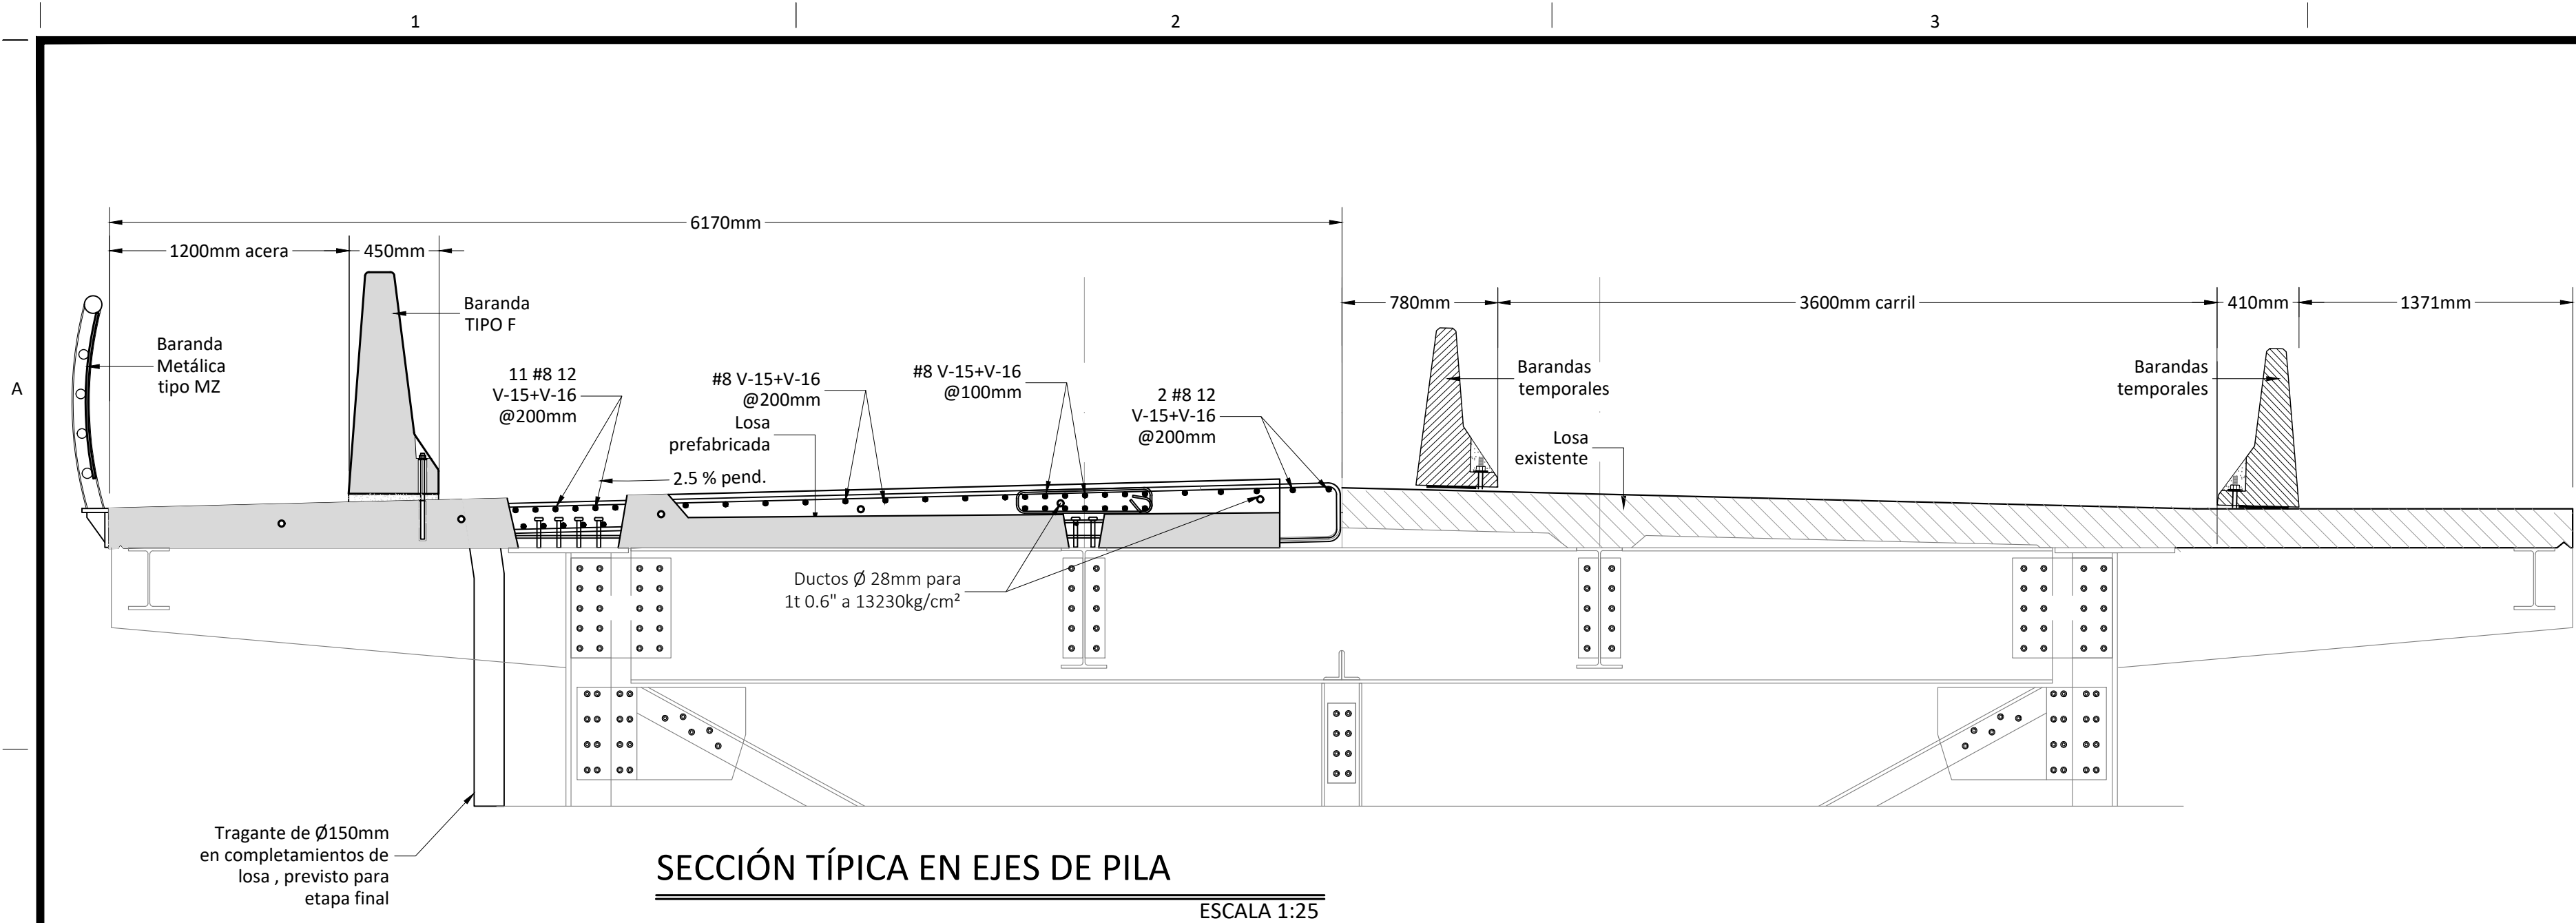 1
2
3
A
6170mm
1200mm acera
450mm
780mm
3600mm carril
410mm
1371mm
Baranda
TIPO F
Baranda
Metálica
tipo MZ
11 #8 12
V-15+V-16
@200mm
#8 V-15+V-16
@200mm
Losa
prefabricada
2.5 % pend.
#8 V-15+V-16
@100mm
2 #8 12
V-15+V-16
@200mm
Barandas
temporales
Losa
existente
Barandas
temporales
Ductos Ø 28mm para
1t 0.6" a 13230kg/cm²
Tragante de Ø150mm
en completamientos de
losa , previsto para
etapa final
SECCIÓN TÍPICA EN EJES DE PILA
ESCALA 1:25